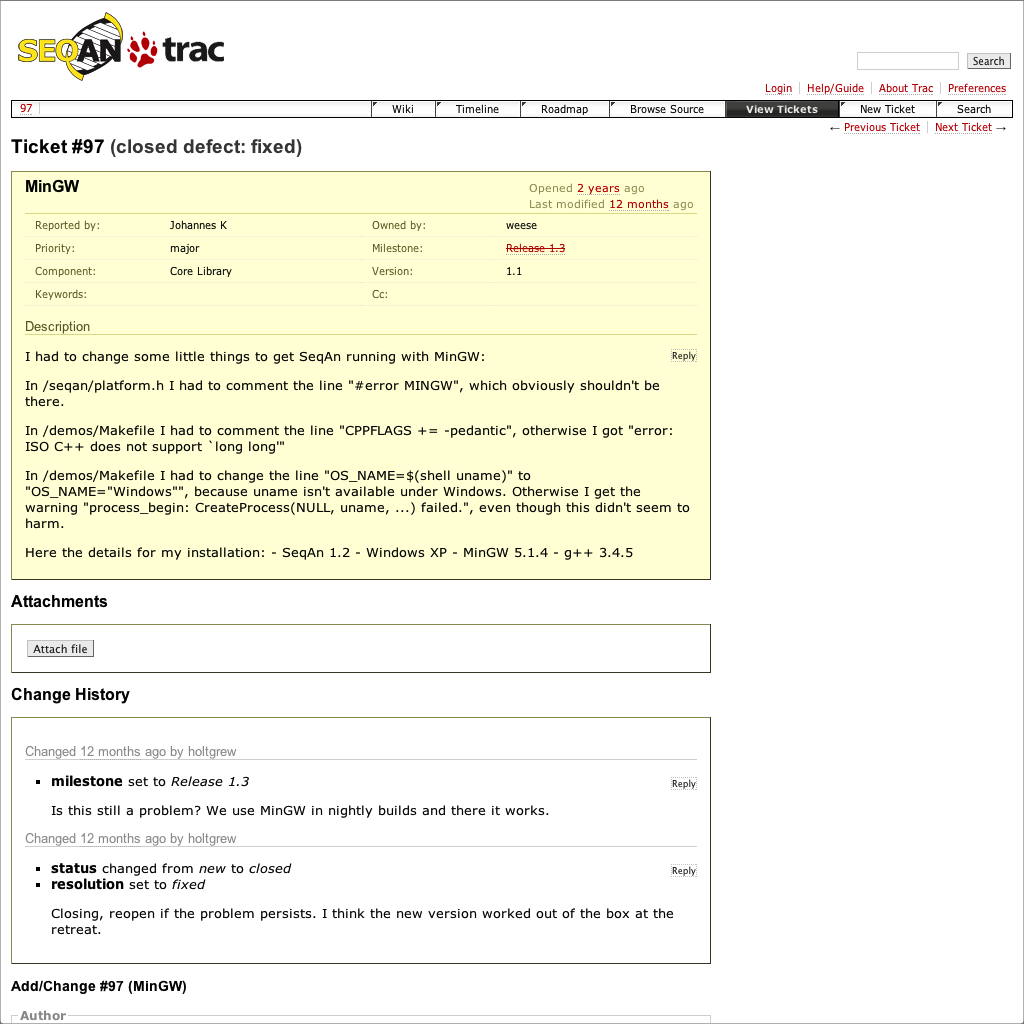 SEQAN trac
Search
Login Help/Guide About Trac Preferences
97 Wiki Timeline Roadmap Browse Source View Tickets New Ticket Search
← Previous Ticket Next Ticket →
Ticket #97 (closed defect: fixed)
MinGW
Opened 2 years ago
Last modified 12 months ago
Reported by: Johannes K Owned by: weese
Priority: major Milestone: Release 1.3
Component: Core Library Version: 1.1
Keywords: Cc:
Description
I had to change some little things to get SeqAn running with MinGW: Reply
In /seqan/platform.h I had to comment the line "#error MINGW", which obviously shouldn't be
there.
In /demos/Makefile I had to comment the line "CPPFLAGS += -pedantic", otherwise I got "error:
ISO C++ does not support `long long'"
In /demos/Makefile I had to change the line "OS_NAME=$(shell uname)" to
"OS_NAME="Windows"", because uname isn't available under Windows. Otherwise I get the
warning "process_begin: CreateProcess(NULL, uname, ...) failed.", even though this didn't seem to
harm.
Here the details for my installation: - SeqAn 1.2 - Windows XP - MinGW 5.1.4 - g++ 3.4.5
Attachments
Attach file
Change History
Changed 12 months ago by holtgrew
▪ milestone set to Release 1.3 Reply
Is this still a problem? We use MinGW in nightly builds and there it works.
Changed 12 months ago by holtgrew
▪ status changed from new to closed Reply
▪ resolution set to fixed
Closing, reopen if the problem persists. I think the new version worked out of the box at the
retreat.
Add/Change #97 (MinGW)
Author